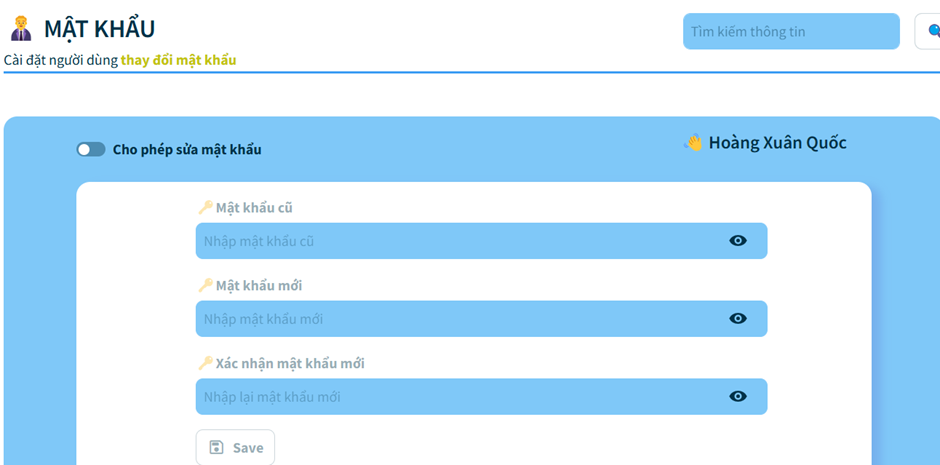 MẬT KHẨU
Tìm kiếm thông tin
Cài đặt người dùng thay đổi mật khẩu
Cho phép sửa mật khẩu
Hoàng Xuân Quốc
Mật khẩu cũ
Nhập mật khẩu cũ
Mật khẩu mới
Nhập mật khẩu mới
Xác nhận mật khẩu mới
Nhập lại mật khẩu mới
Save